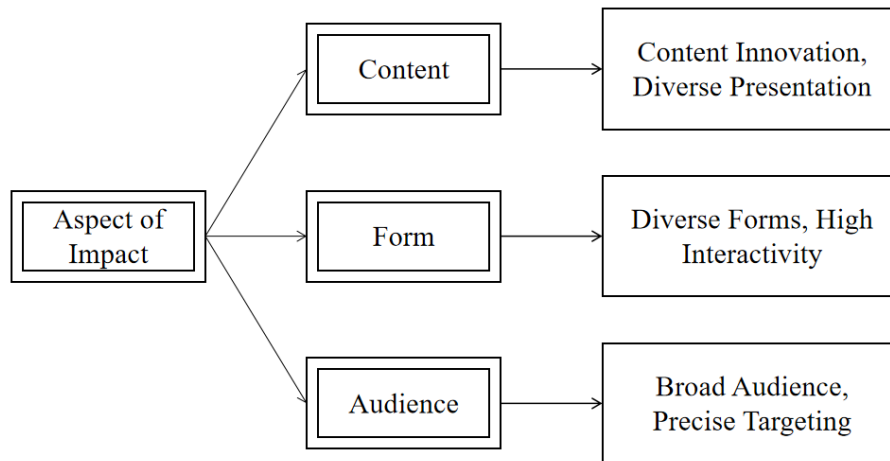 Content
Content Innovation,
Diverse Presentation
Aspect of
Impact
Form
Diverse Forms, High
Interactivity
Audience
Broad Audience,
Precise Targeting